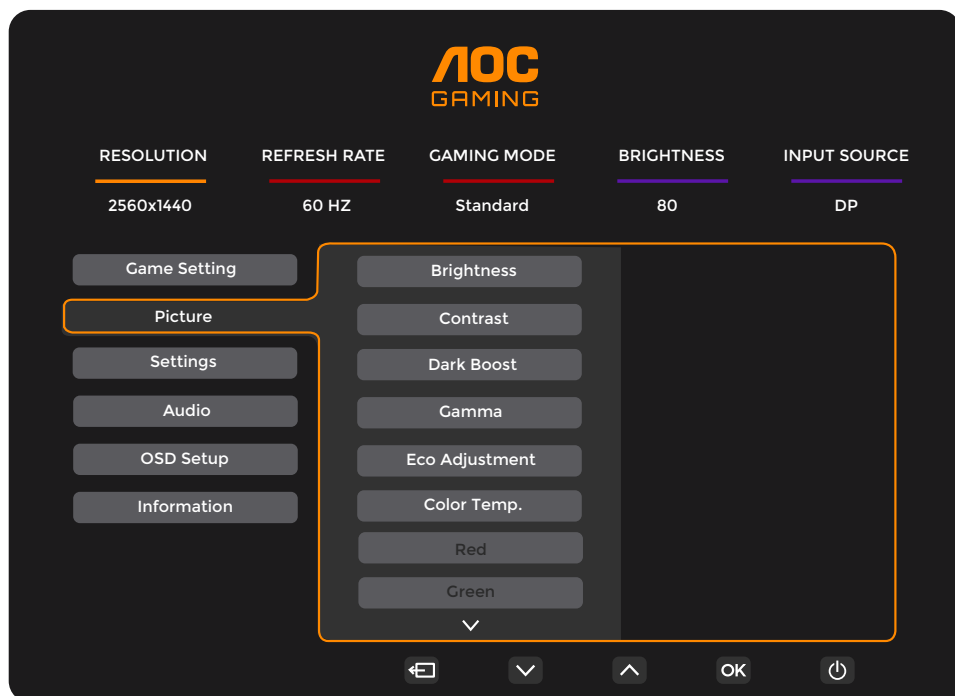 AOC
GAMING
RESOLUTION REFRESH RATE GAMING MODE BRIGHTNESS INPUT SOURCE
2560x1440 60 HZ Standard 80 DP
Game Setting
Picture
Settings
Audio
OSD Setup
Information
Brightness
Contrast
Dark Boost
Gamma
Eco Adjustment
Color Temp.
Red
Green
OK